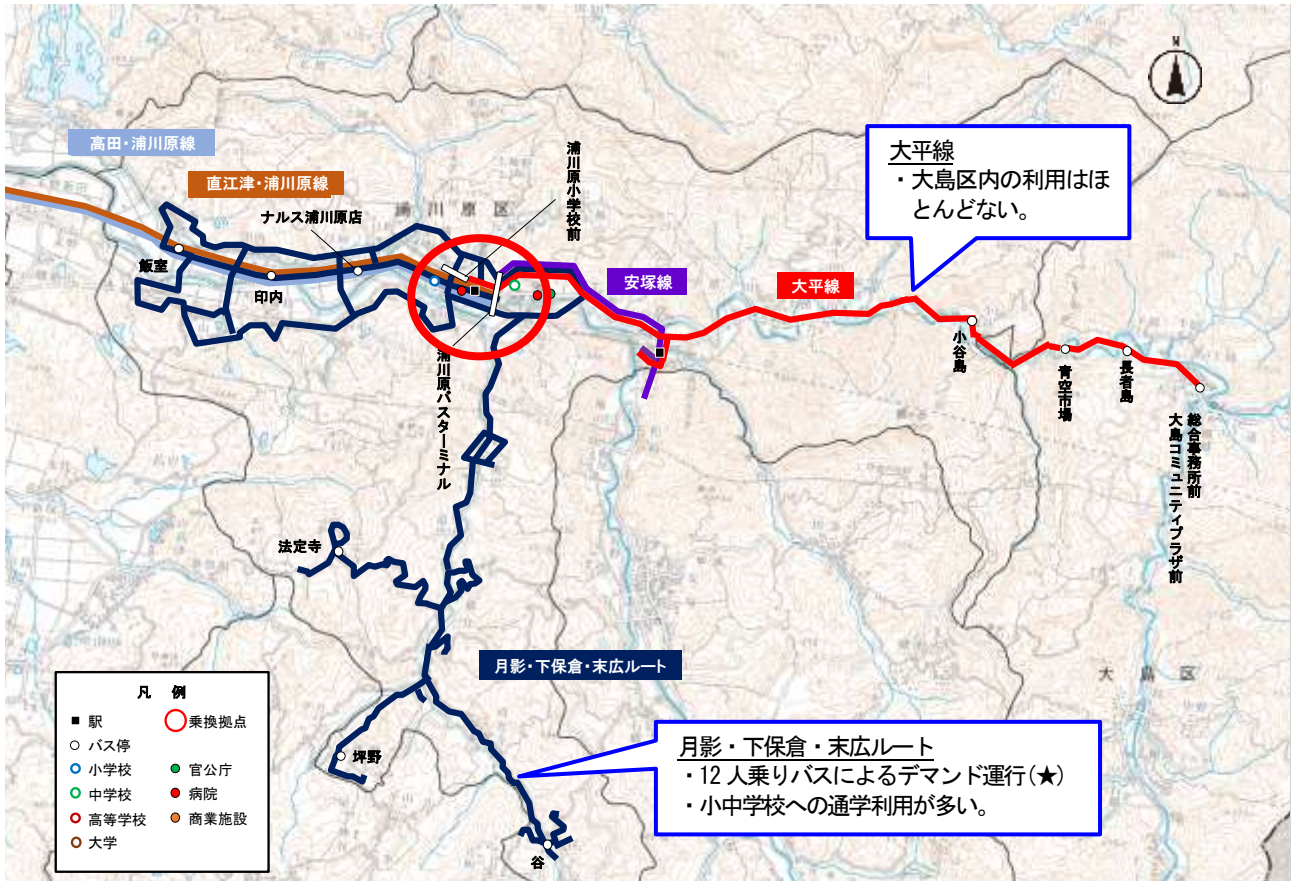 N
高田・浦川原線
直江津・浦川原線
ナルス浦川原店
浦川原区
浦川原小学校前
大平線
・大島区内の利用はほ
とんどない。
飯室
印内
安塚線
大平線
小谷島
青空市場
長者島
総合事務所前
大島コミュニティプラザ前
浦川原バスターミナル
法定寺
月影・下保倉・末広ルート
大島区
坪野
谷
月影・下保倉・末広ルート
・12人乗りバスによるデマンド運行(★)
・小中学校への通学利用が多い。
凡 例
駅
乗換拠点
バス停
小学校
官公庁
中学校
病院
高等学校
商業施設
大学